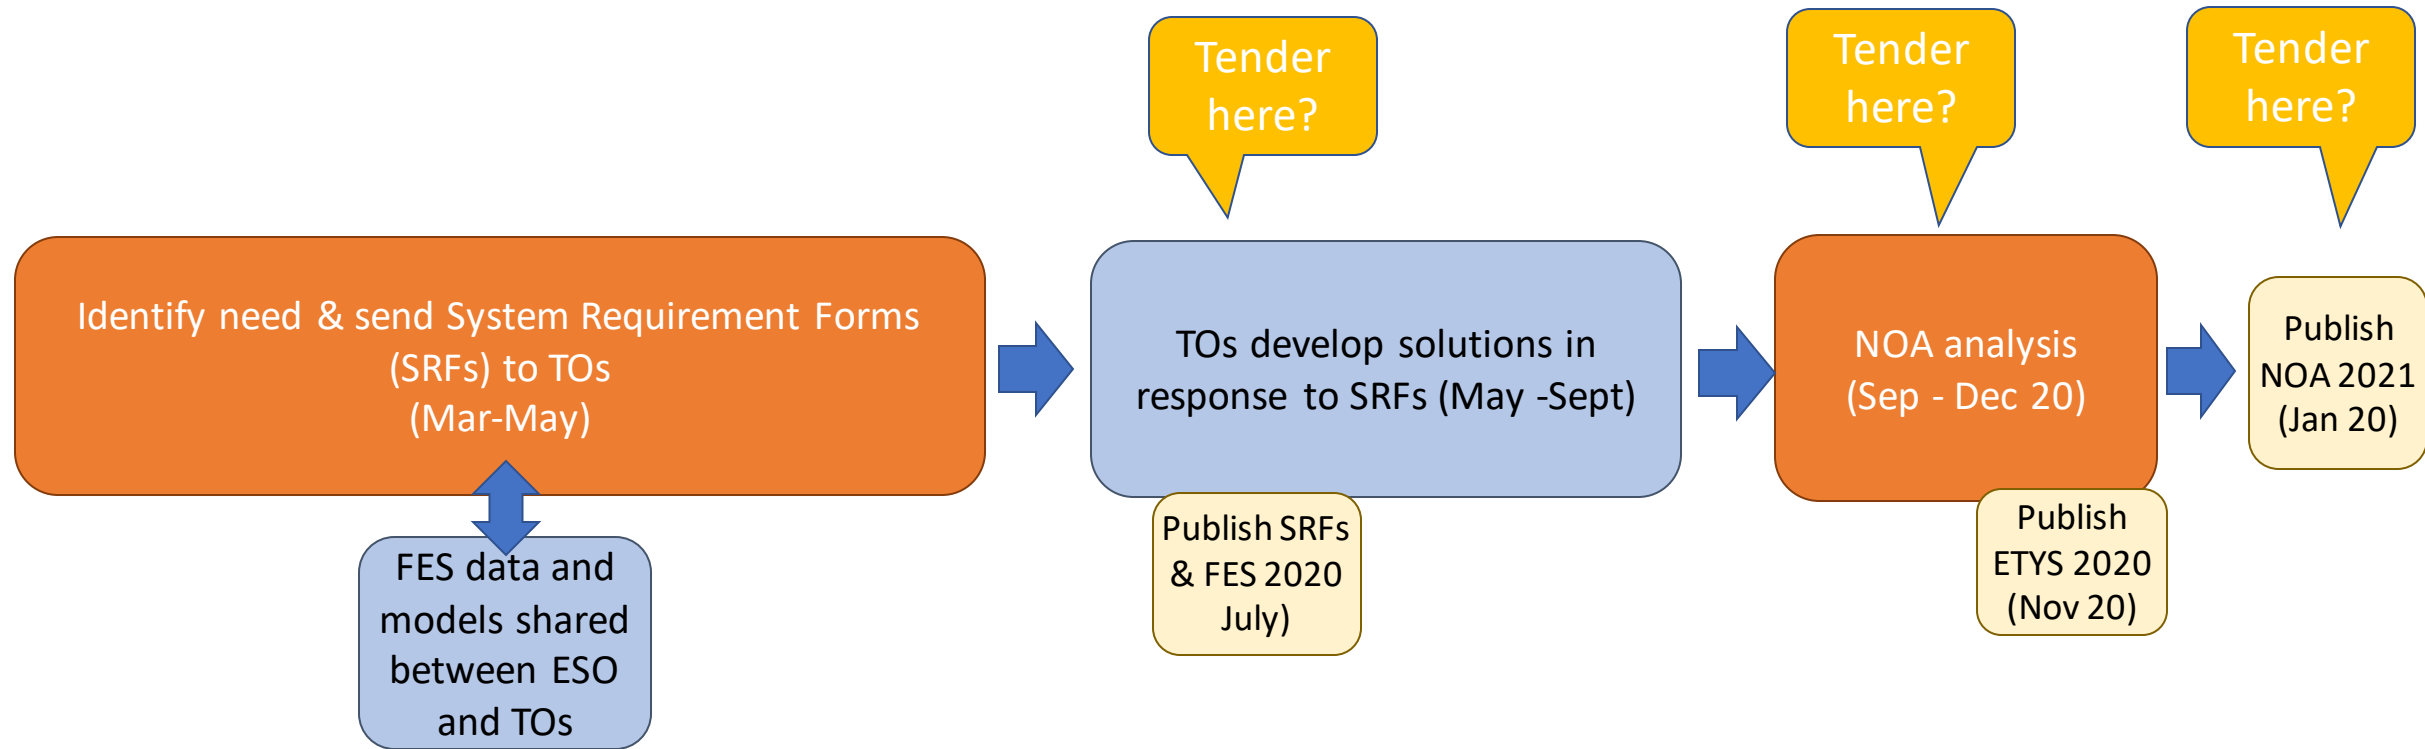 Tender
here?
Tender
here?
Tender
here?
Identify need & send System Requirement Forms
(SRFs) to TOs
(Mar-May)
TOs develop solutions in
response to SRFs (May -Sept)
NOA analysis
(Sep - Dec 20)
Publish
NOA 2021
(Jan 20)
FES data and
models shared
between ESO
and TOs
Publish SRFs
& FES 2020
July)
Publish
ETYS 2020
(Nov 20)